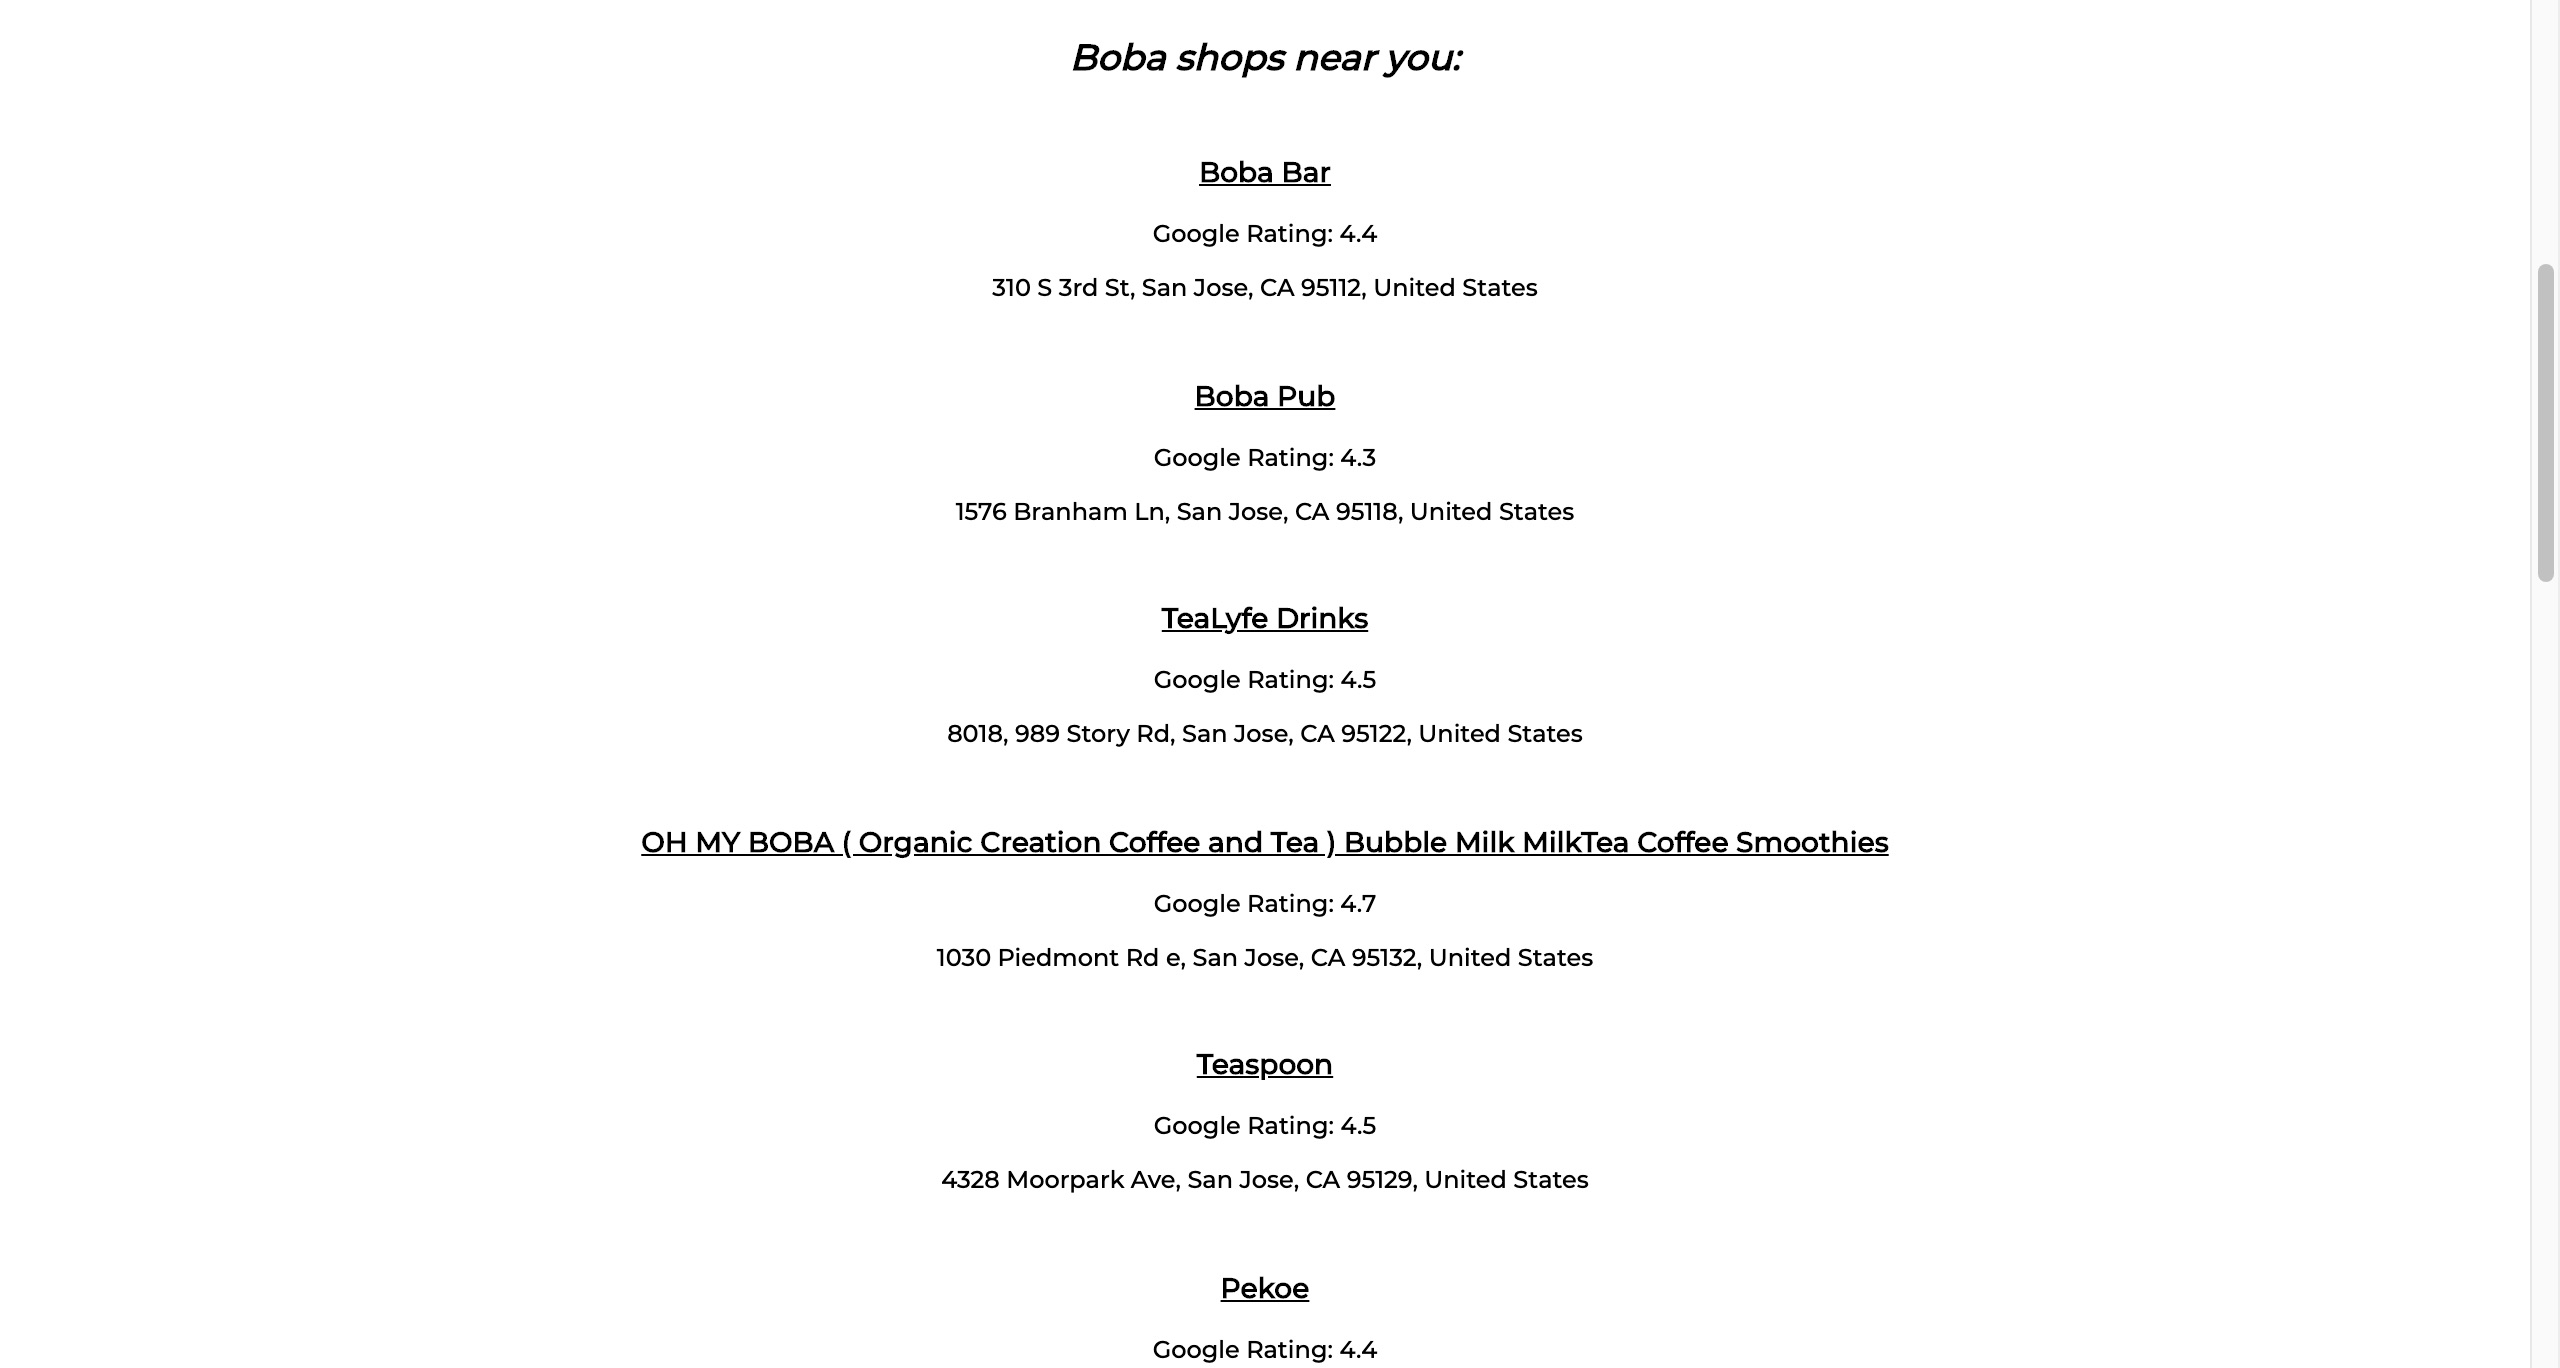 Boba shops near you:
Boba Bar
Google Rating: 4.4
310 S 3rd St, San Jose, CA 95112, United States
Boba Pub
Google Rating: 4.3
1576 Branham Ln, San Jose, CA 95118, United States
TeaLyfe Drinks
Google Rating: 4.5
8018, 989 Story Rd, San Jose, CA 95122, United States
OH MY BOBA ( Organic Creation Coffee and Tea ) Bubble Milk MilkTea Coffee Smoothies
Google Rating: 4.7
1030 Piedmont Rd e, San Jose, CA 95132, United States
Teaspoon
Google Rating: 4.5
4328 Moorpark Ave, San Jose, CA 95129, United States
Pekoe
Google Rating: 4.4